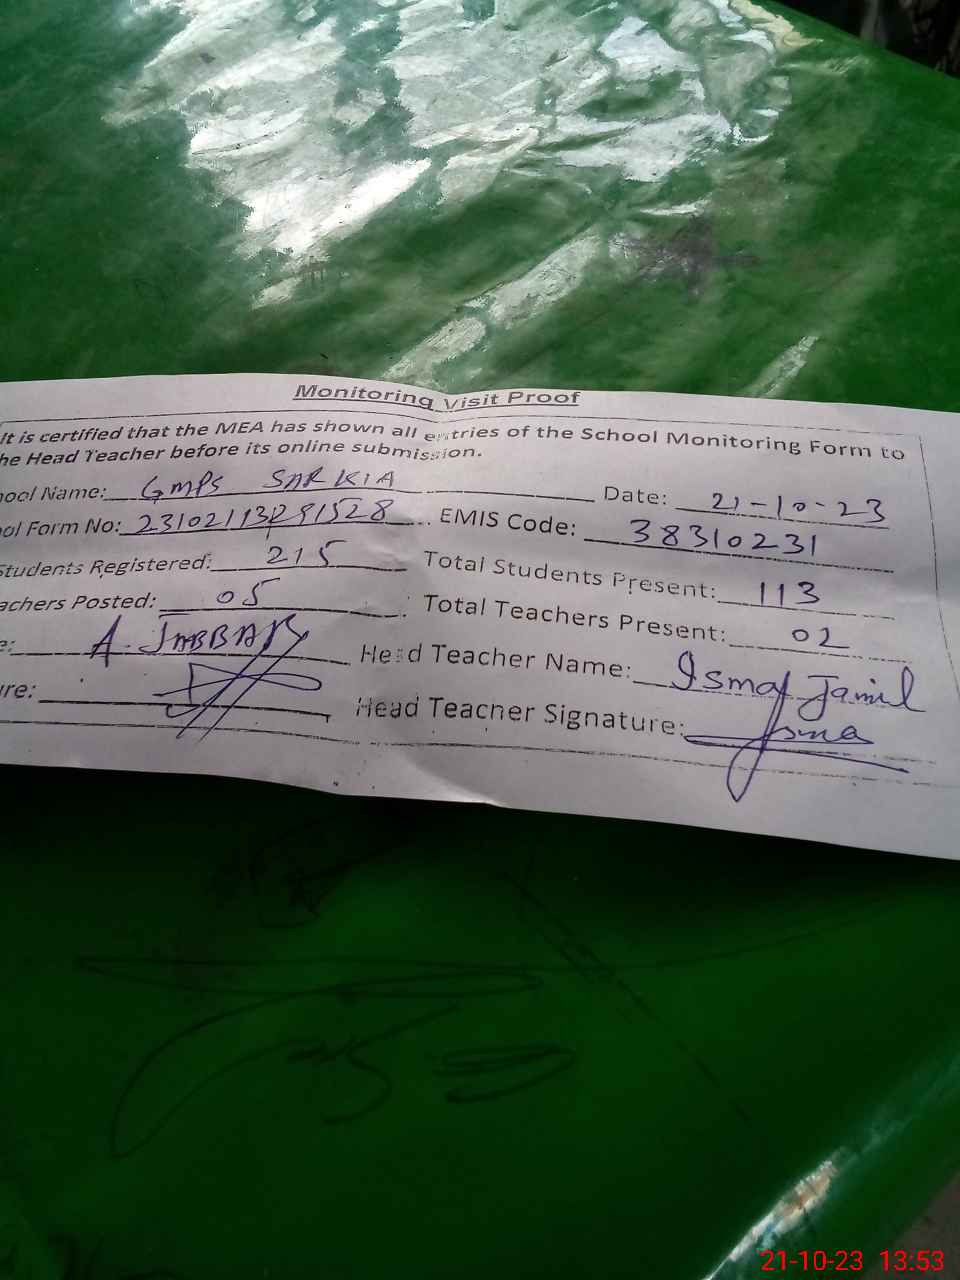 Monitoring Visit Proof
It is certified that the MEA has shown all entries of the School Monitoring Form to
he Head Teacher before its online submission.
ool Name: GMPS SARKIA Date: 21-10-23
ol Form No: EMIS Code: 38310231
Students Registered: 215 Total Students Present: 113
achers Posted: 05 Total Teachers Present: 02
e: A. JABBAR Head Teacher Name: Jamil
ure: Head Teacher Signature:
21-10-23 13:53